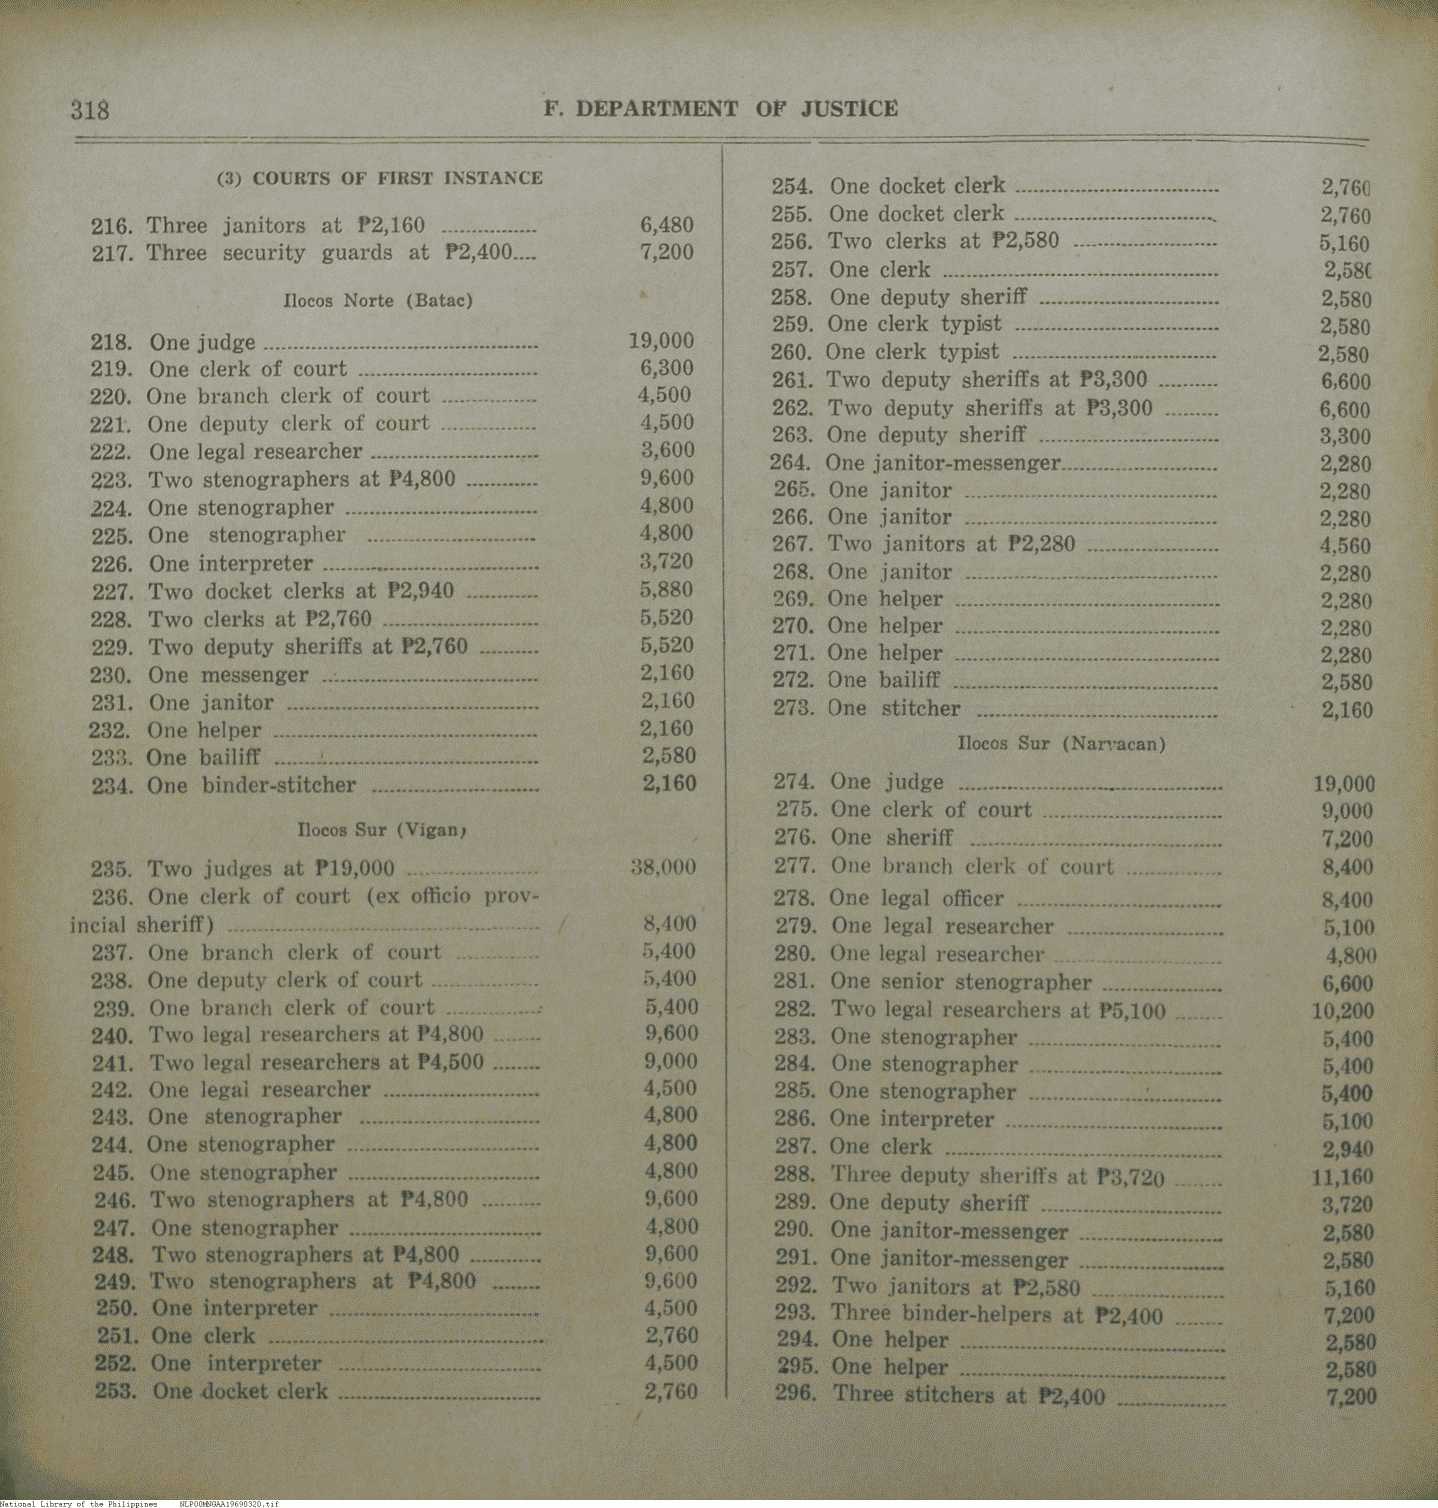 318
F. DEPARTMENT OF JUSTICE
(3) COURTS OF FIRST INSTANCE
216. Three janitors at ₱2,160 ................ 6,480
217. Three security guards at ₱2,400.... 7,200
Ilocos Norte (Batac)
218. One judge ................ 19,000
219. One clerk of court ................ 6,300
220. One branch clerk of court ................ 4,500
221. One deputy clerk of court ................ 4,500
222. One legal researcher ................ 3,600
223. Two stenographers at ₱4,800 ............ 9,600
224. One stenographer ................ 4,800
225. One stenographer ................ 4,800
226. One interpreter ................ 3,720
227. Two docket clerks at ₱2,940 ............ 5,880
228. Two clerks at ₱2,760 ................ 5,520
229. Two deputy sheriffs at ₱2,760 .......... 5,520
230. One messenger ................ 2,160
231. One janitor ................ 2,160
232. One helper ................ 2,160
233. One bailiff ................ 2,580
234. One binder-stitcher ................ 2,160
Ilocos Sur (Vigan)
235. Two judges at ₱19,000 ................ 38,000
236. One clerk of court (ex officio prov-
incial sheriff) ................ 8,400
237. One branch clerk of court ............ 5,400
238. One deputy clerk of court ................ 5,400
239. One branch clerk of court ................ 5,400
240. Two legal researchers at ₱4,800 ........ 9,600
241. Two legal researchers at ₱4,500 ........ 9,000
242. One legal researcher ................ 4,500
243. One stenographer ................ 4,800
244. One stenographer ................ 4,800
245. One stenographer ................ 4,800
246. Two stenographers at ₱4,800 .......... 9,600
247. One stenographer ................ 4,800
248. Two stenographers at ₱4,800 ............ 9,600
249. Two stenographers at ₱4,800 ........ 9,600
250. One interpreter ................ 4,500
251. One clerk ................ 2,760
252. One interpreter ................ 4,500
253. One docket clerk ................ 2,760
254. One docket clerk ................ 2,760
255. One docket clerk ................ 2,760
256. Two clerks at ₱2,580 ................ 5,160
257. One clerk ................ 2,580
258. One deputy sheriff ................ 2,580
259. One clerk typist ................ 2,580
260. One clerk typist ................ 2,580
261. Two deputy sheriffs at ₱3,300 .......... 6,600
262. Two deputy sheriffs at ₱3,300 ......... 6,600
263. One deputy sheriff ................ 3,300
264. One janitor-messenger................ 2,280
265. One janitor ................ 2,280
266. One janitor ................ 2,280
267. Two janitors at ₱2,280 ................ 4,560
268. One janitor ................ 2,280
269. One helper ................ 2,280
270. One helper ................ 2,280
271. One helper ................ 2,280
272. One bailiff ................ 2,580
273. One stitcher ................ 2,160
Ilocos Sur (Narvacan)
274. One judge ................ 19,000
275. One clerk of court ................ 9,000
276. One sheriff ................ 7,200
277. One branch clerk of court ................ 8,400
278. One legal officer ................ 8,400
279. One legal researcher ................ 5,100
280. One legal researcher ................ 4,800
281. One senior stenographer ................ 6,600
282. Two legal researchers at ₱5,100 ........ 10,200
283. One stenographer ................ 5,400
284. One stenographer ................ 5,400
285. One stenographer ................ 5,400
286. One interpreter ................ 5,100
287. One clerk ................ 2,940
288. Three deputy sheriffs at ₱3,720 ........ 11,160
289. One deputy sheriff ................ 3,720
290. One janitor-messenger ................ 2,580
291. One janitor-messenger ................ 2,580
292. Two janitors at ₱2,580 ................ 5,160
293. Three binder-helpers at ₱2,400 ........ 7,200
294. One helper ................ 2,580
295. One helper ................ 2,580
296. Three stitchers at ₱2,400 ................ 7,200
National Library of the Philippines NLP00MNGAA19690320.tif